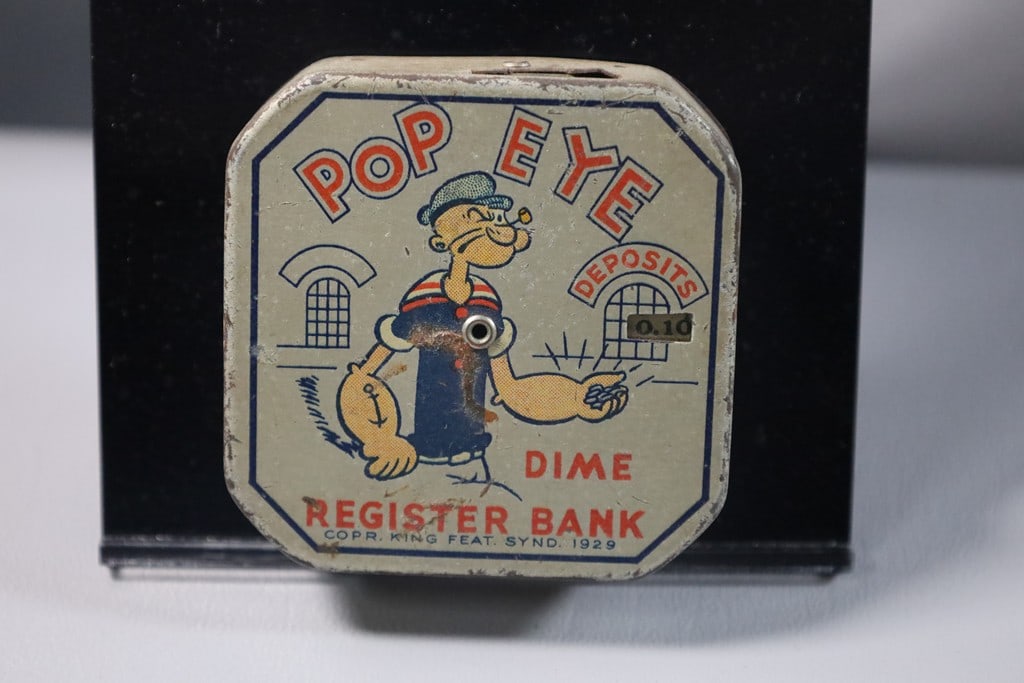 POP EYE
DEPOSITS
0.10
DIME
REGISTER BANK
COPR. KING FEAT. SYND. 1929